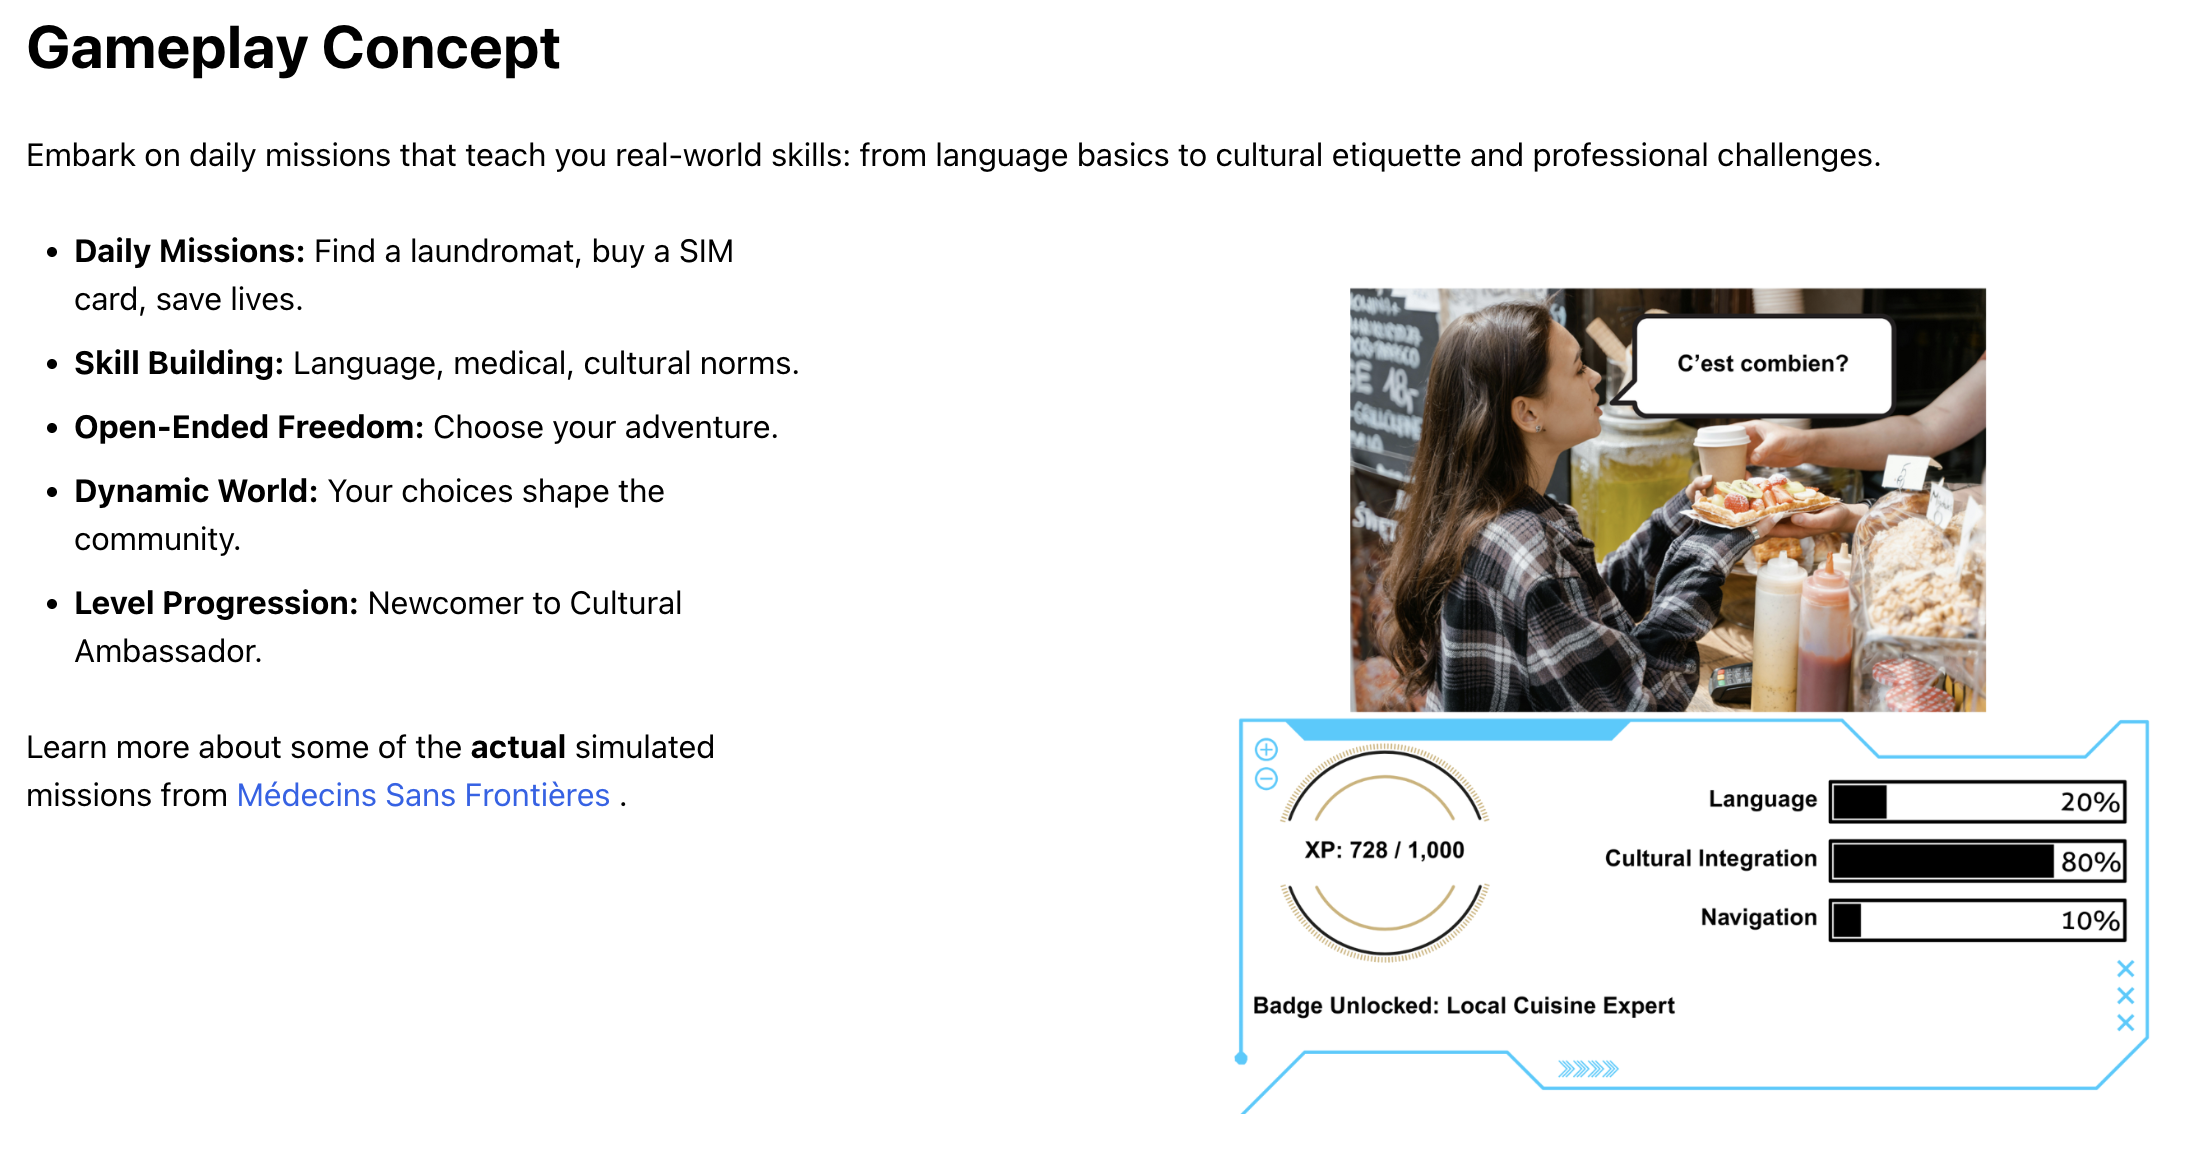 Gameplay Concept
Embark on daily missions that teach you real-world skills: from language basics to cultural etiquette and professional challenges.
• Daily Missions: Find a laundromat, buy a SIM
card, save lives.
• Skill Building: Language, medical, cultural norms.
• Open-Ended Freedom: Choose your adventure.
• Dynamic World: Your choices shape the
community.
• Level Progression: Newcomer to Cultural
Ambassador.
Learn more about some of the actual simulated
missions from Médecins Sans Frontières .
C’est combien?
XP: 728 / 1,000
Language 20%
Cultural Integration 80%
Navigation 10%
Badge Unlocked: Local Cuisine Expert